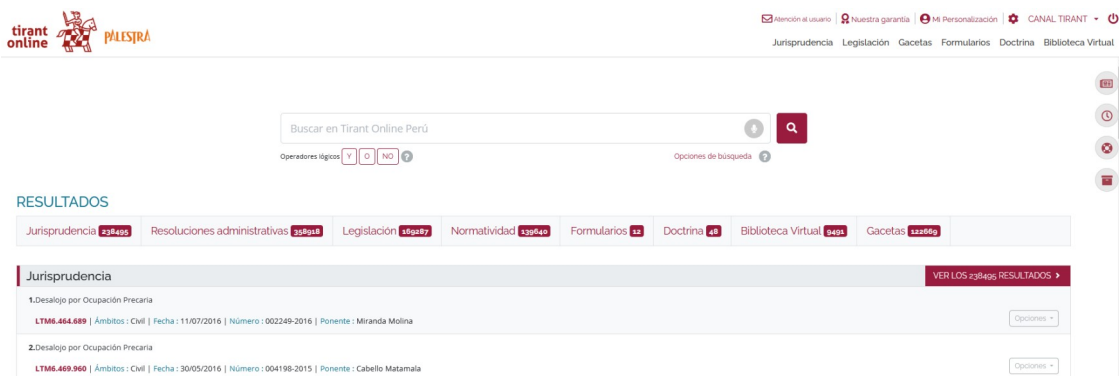 tirant
online
PALESTRA
Atención al usuario
Nuestra garantía
Mi Personalización
CANAL TIRANT
Jurisprudencia Legislación Gacetas Formularios Doctrina Biblioteca Virtual
Buscar en Tirant Online Perú
Operadores lógicos Y O NO ?
Opciones de búsqueda ?
RESULTADOS
Jurisprudencia 238495 Resoluciones administrativas 358918 Legislación 169287 Normatividad 139640 Formularios 12 Doctrina 48 Biblioteca Virtual 9491 Gacetas 122669
Jurisprudencia
VER LOS 238495 RESULTADOS >
1.Desalojo por Ocupación Precaria
LTM6.464.689 | Ámbitos : Civil | Fecha : 11/07/2016 | Número : 002249-2016 | Ponente : Miranda Molina
Opciones
2.Desalojo por Ocupación Precaria
LTM6.469.960 | Ámbitos : Civil | Fecha : 30/05/2016 | Número : 004198-2015 | Ponente : Cabello Matamala
Opciones